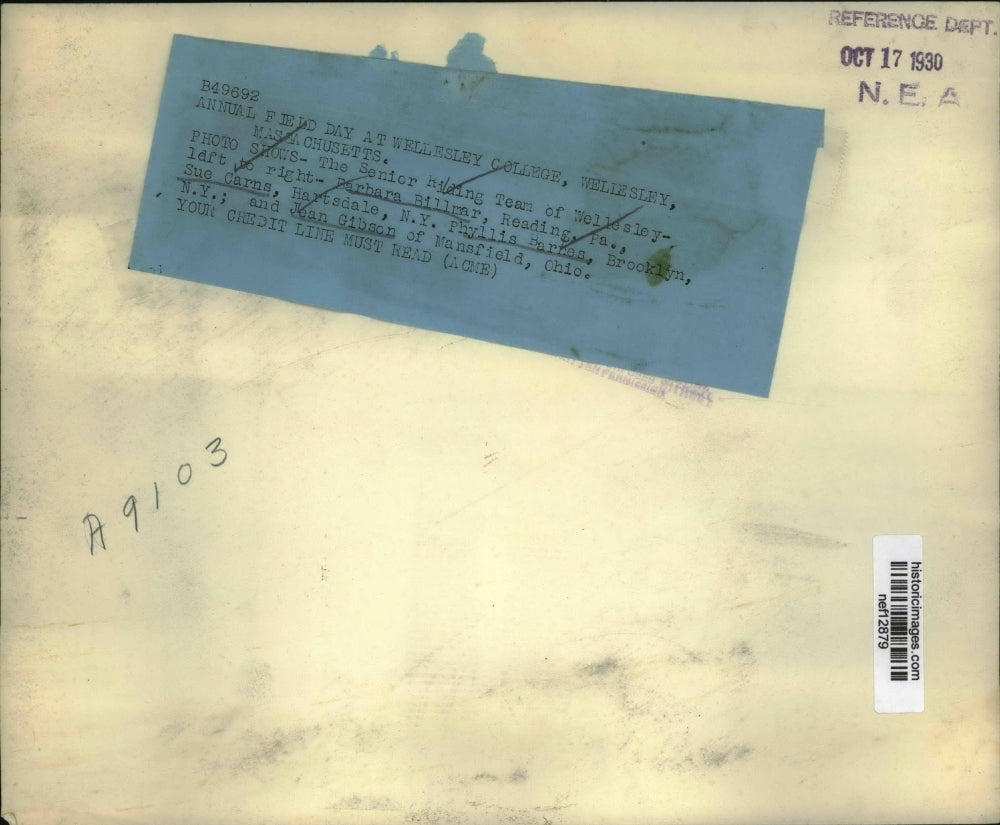 REFERENCE DEPT.
OCT 17 1930
N. E. A
B49692
ANNUAL FIELD DAY AT WELLESLEY COLLEGE, WELLESLEY,
MASSACHUSETTS.
PHOTO SHOWS- The Senior Riding Team of Wellesley-
left to right- Barbara Billmar, Reading, Pa.,
Sue Carns, Hartsdale, N.Y. Phyllis Barnes, Brooklyn,
N.Y.; and Jean Gibson of Mansfield, Ohio.
YOUR CREDIT LINE MUST READ (ACME)
A9103
historicimages.com
nef12879